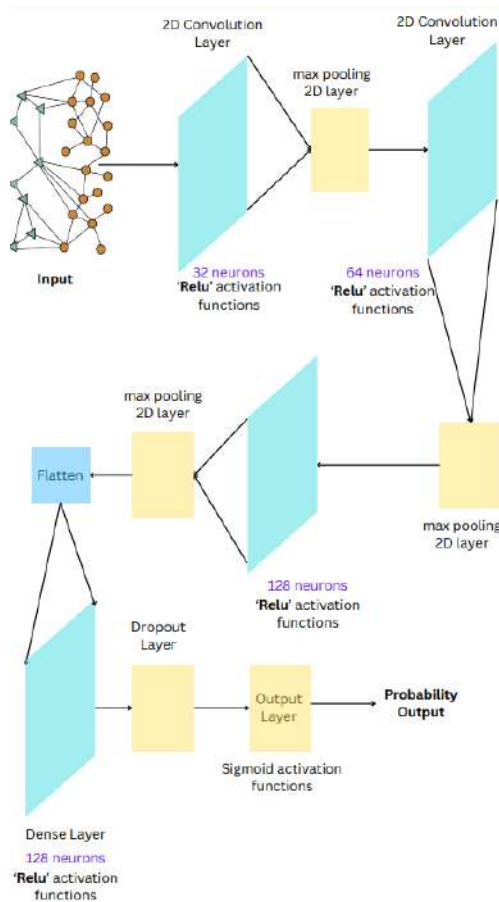 2D Convolution
Layer
max pooling
2D layer
2D Convolution
Layer
Input
32 neurons
'Relu' activation
functions
64 neurons
'Relu' activation
functions
max pooling
2D layer
max pooling
2D layer
Flatten
128 neurons
'Relu' activation
functions
Dropout
Layer
Output
Layer
Probability
Output
Sigmoid activation
functions
Dense Layer
128 neurons
'Relu' activation
functions